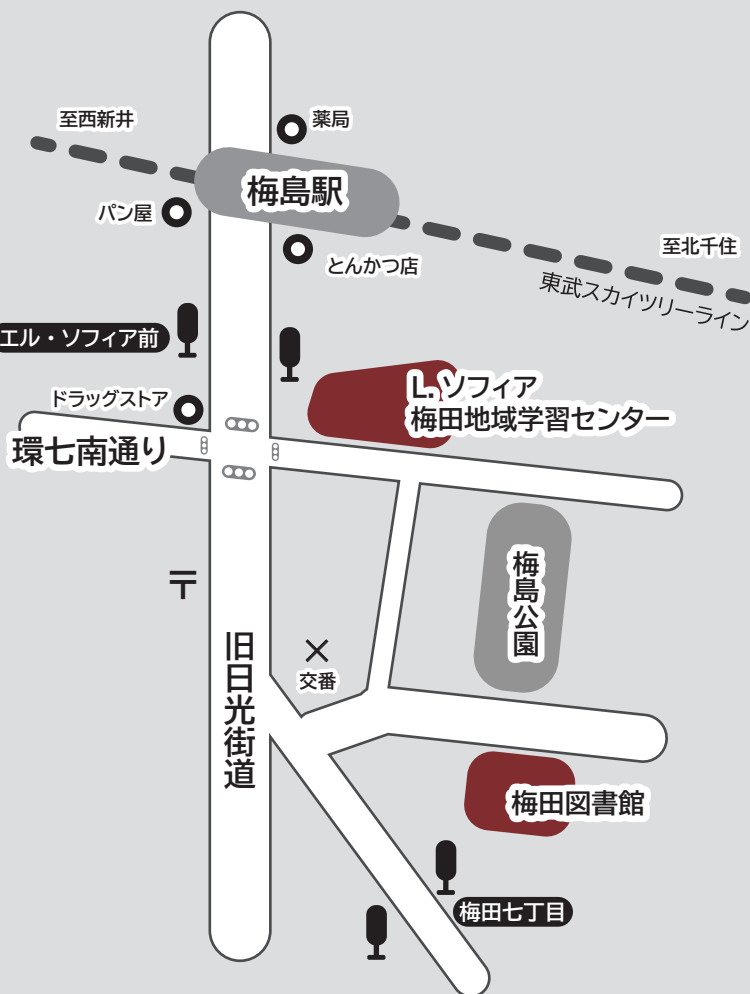 至西新井
薬局
梅島駅
パン屋
至北千住
とんかつ店
東武スカイツリーライン
エル・ソフィア前
L. ソフィア
梅田地域学習センター
ドラッグストア
環七南通り
梅島公園
〒
旧日光街道
交番
梅田図書館
梅田七丁目